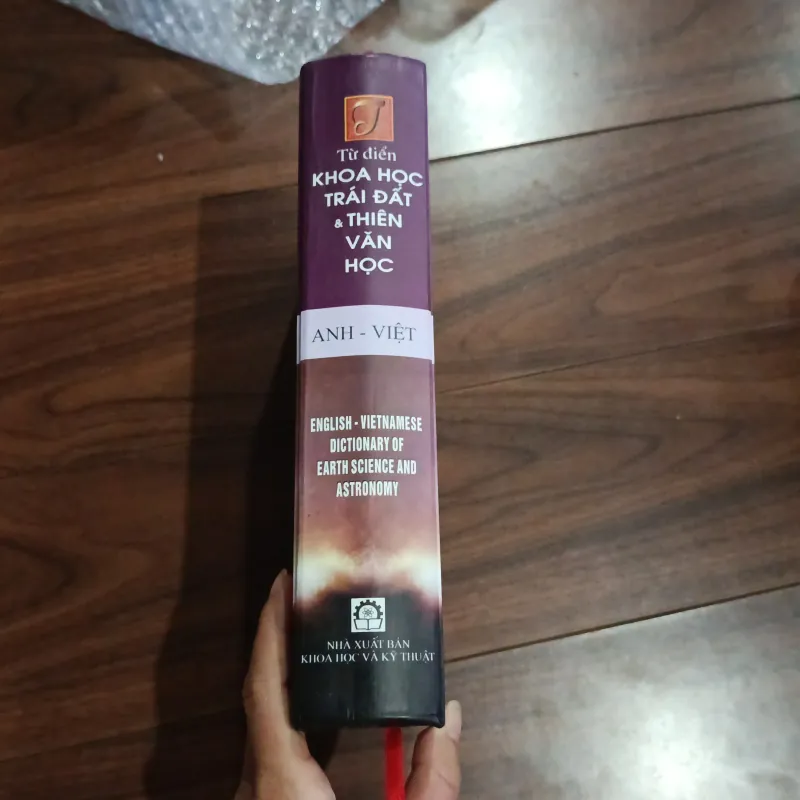 T
Từ điển
KHOA HỌC
TRÁI ĐẤT
& THIÊN
VĂN
HỌC
ANH - VIỆT
ENGLISH - VIETNAMESE
DICTIONARY OF
EARTH SCIENCE AND
ASTRONOMY
NHÀ XUẤT BẢN
KHOA HỌC VÀ KỸ THUẬT